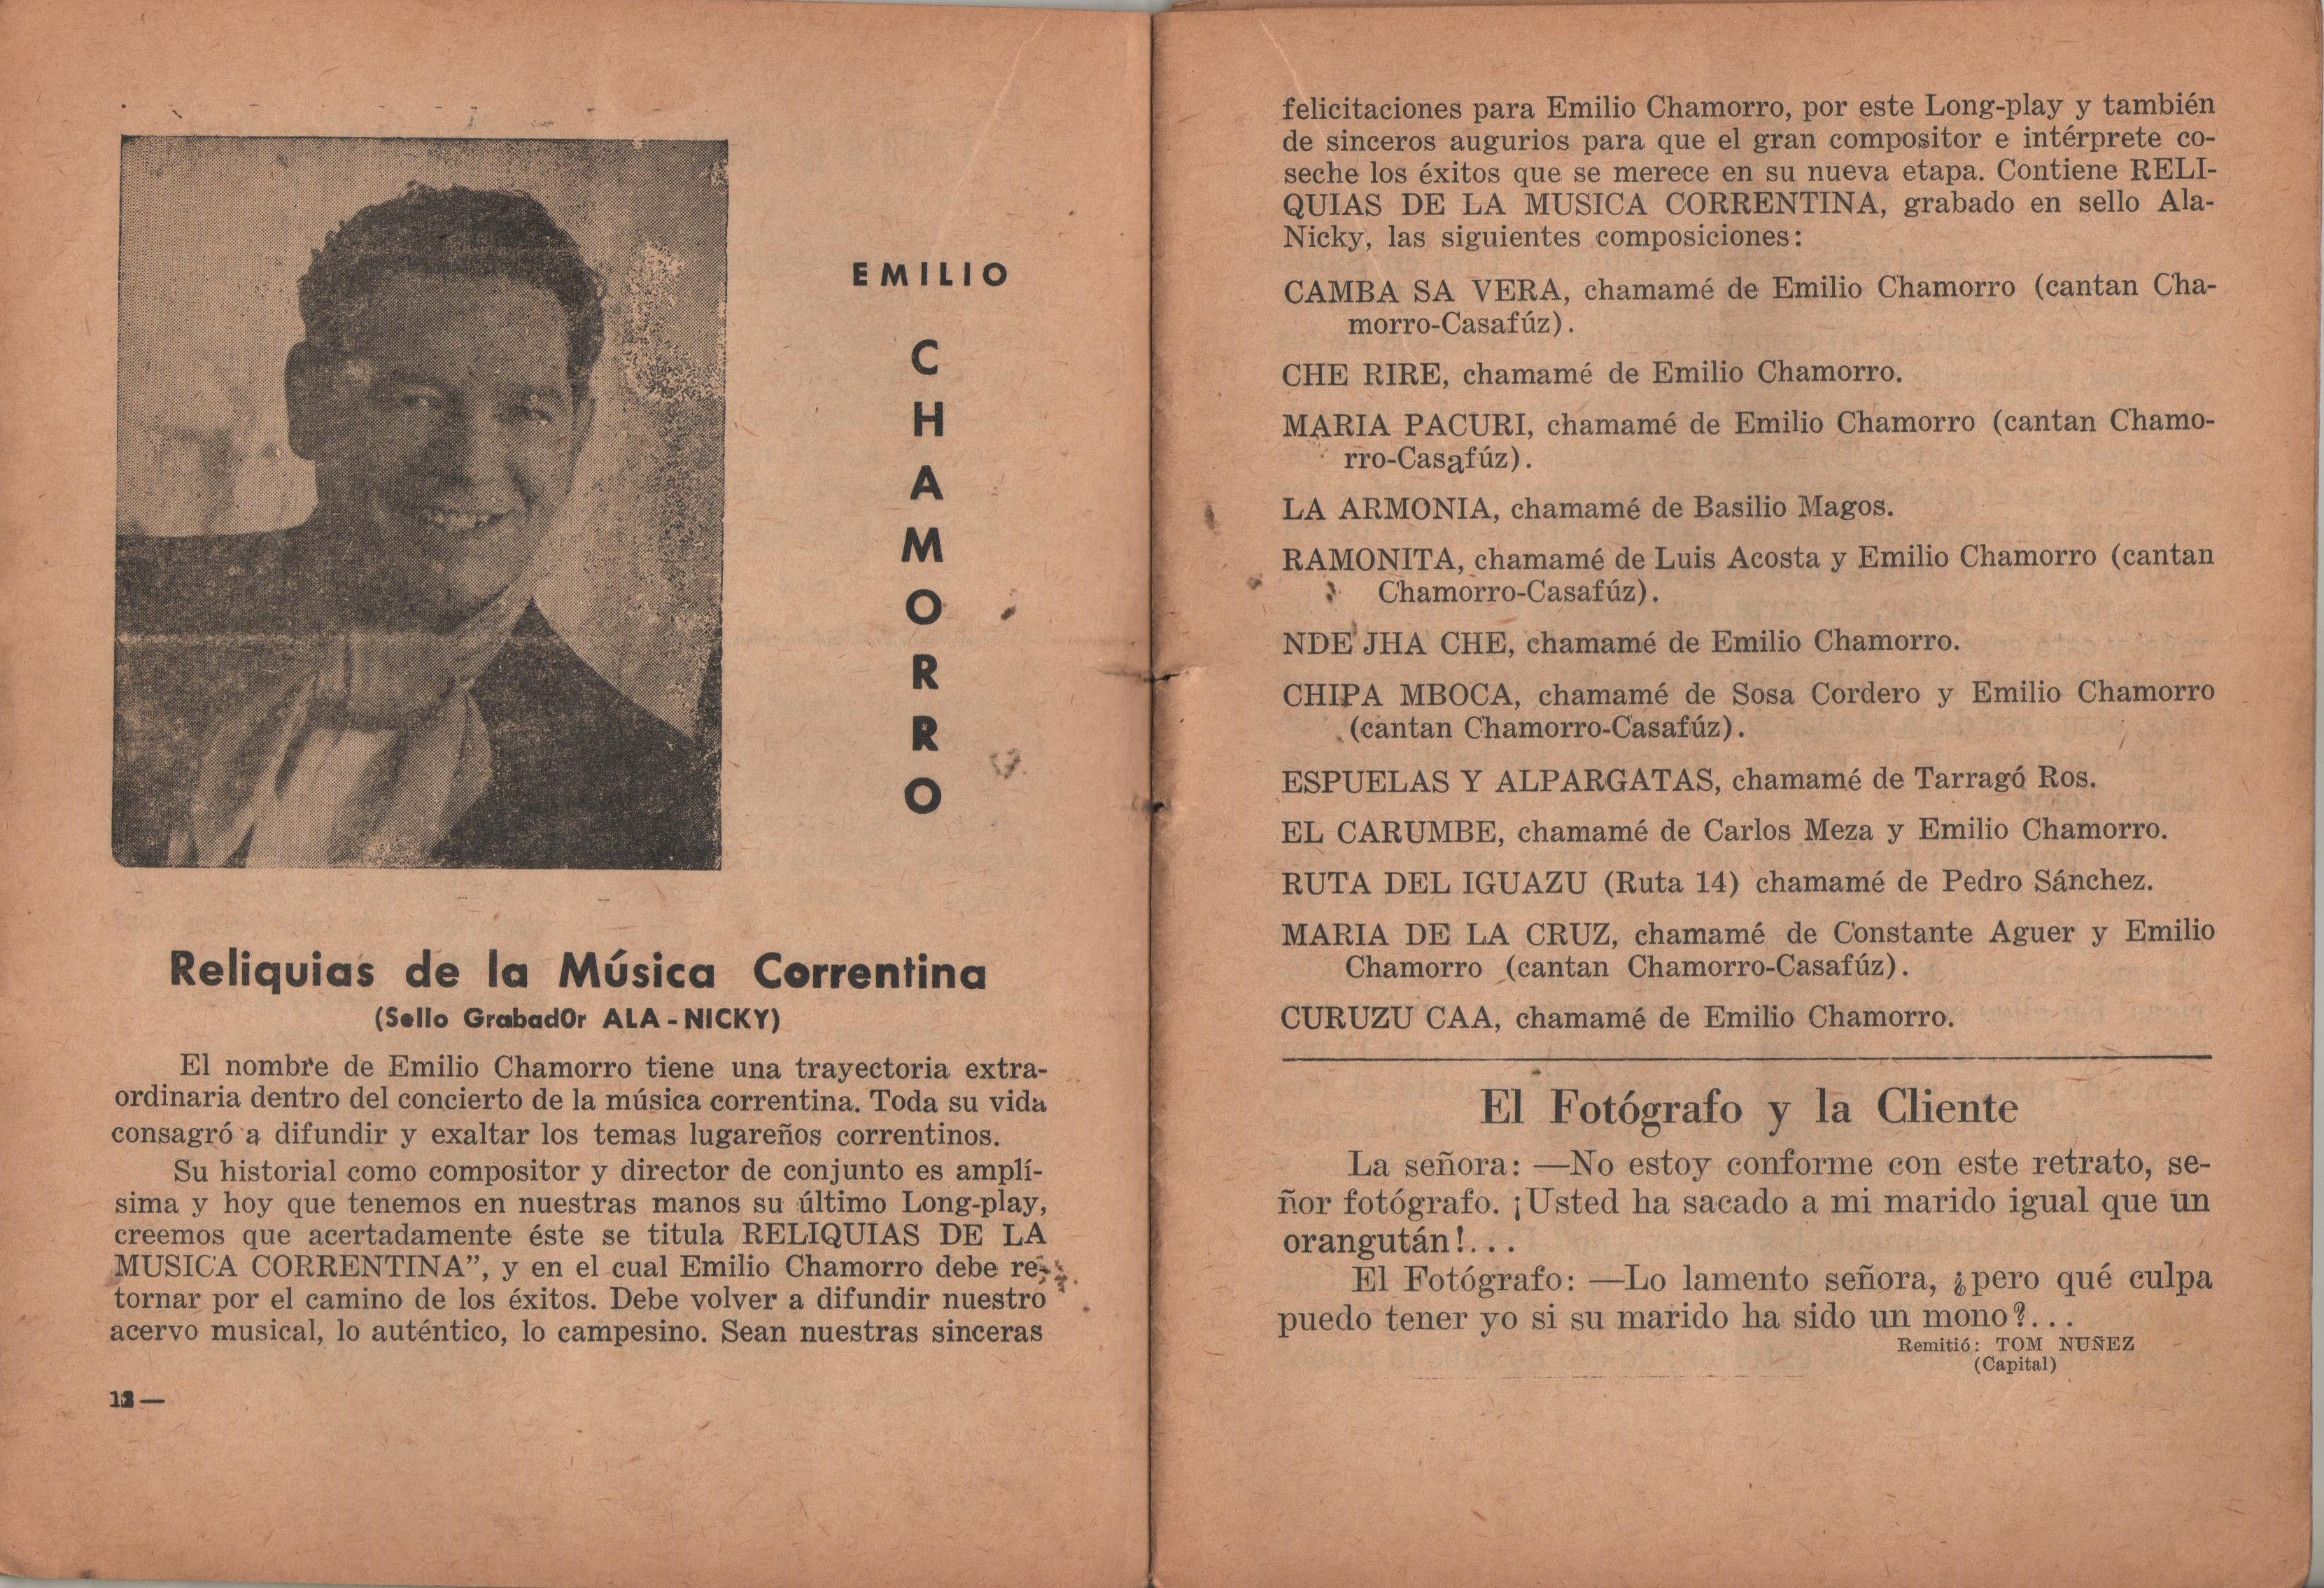 EMILIO
C
H
A
M
O
R
R
O
Reliquias de la Música Correntina
(Sello GrabadOr ALA - NICKY)
El nombre de Emilio Chamorro tiene una trayectoria extra-
ordinaria dentro del concierto de la música correntina. Toda su vida
consagró a difundir y exaltar los temas lugareños correntinos.
Su historial como compositor y director de conjunto es amplí-
sima y hoy que tenemos en nuestras manos su último Long-play,
creemos que acertadamente éste se titula RELIQUIAS DE LA
MUSICA CORRENTINA”, y en el cual Emilio Chamorro debe re-
tornar por el camino de los éxitos. Debe volver a difundir nuestro
acervo musical, lo auténtico, lo campesino. Sean nuestras sinceras
12 —
felicitaciones para Emilio Chamorro, por este Long-play y también
de sinceros augurios para que el gran compositor e intérprete co-
seche los éxitos que se merece en su nueva etapa. Contiene RELI-
QUIAS DE LA MUSICA CORRENTINA, grabado en sello Ala-
Nicky, las siguientes composiciones:
CAMBA SA VERA, chamamé de Emilio Chamorro (cantan Cha-
morro-Casafúz).
CHE RIRE, chamamé de Emilio Chamorro.
MARIA PACURI, chamamé de Emilio Chamorro (cantan Chamo-
rro-Casafúz).
LA ARMONIA, chamamé de Basilio Magos.
RAMONITA, chamamé de Luis Acosta y Emilio Chamorro (cantan
Chamorro-Casafúz).
NDE JHA CHE, chamamé de Emilio Chamorro.
CHIPA MBOCA, chamamé de Sosa Cordero y Emilio Chamorro
(cantan Chamorro-Casafúz).
ESPUELAS Y ALPARGATAS, chamamé de Tarragó Ros.
EL CARUMBE, chamamé de Carlos Meza y Emilio Chamorro.
RUTA DEL IGUAZU (Ruta 14) chamamé de Pedro Sánchez.
MARIA DE LA CRUZ, chamamé de Constante Aguer y Emilio
Chamorro (cantan Chamorro-Casafúz).
CURUZU CAA, chamamé de Emilio Chamorro.
El Fotógrafo y la Cliente
La señora: —No estoy conforme con este retrato, se-
ñor fotógrafo. ¡Usted ha sacado a mi marido igual que un
orangután!...
El Fotógrafo: —Lo lamento señora, ¿pero qué culpa
puedo tener yo si su marido ha sido un mono?...
Remitió: TOM NUÑEZ
(Capital)